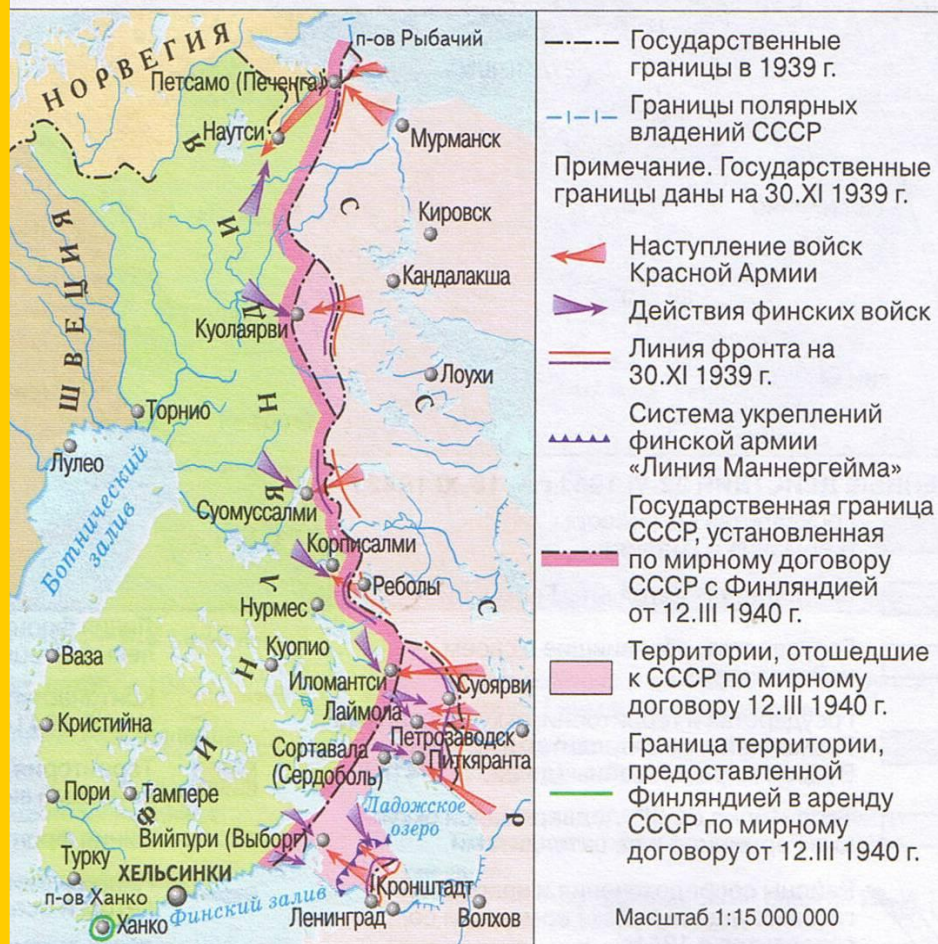 п-ов Рыбачий
НОРВЕГИЯ
Петсамо (Печенга)
Наутси
Мурманск
Кировск
Кандалакша
Куолаярви
ШВЕЦИЯ
Лоухи
Торнио
Лулео
Ботнический
залив
Суомуссалми
Корписалми
Реболы
Нурмес
Ваза
Куопио
Иломантси
Суоярви
Лаймола
Кристийна
Петрозаводск
Сортавала
(Сердоболь)
Питкяранта
Пори
Тампере
Ладожское
озеро
Вийпури (Выборг)
Турку
ХЕЛЬСИНКИ
Кронштадт
п-ов Ханко
Финский залив
Ленинград
Волхов
Ханко
ФИНЛЯНДИЯ
СССР
Государственные
границы в 1939 г.
Границы полярных
владений СССР
Примечание. Государственные
границы даны на 30.XI 1939 г.
Наступление войск
Красной Армии
Действия финских войск
Линия фронта на
30.XI 1939 г.
Система укреплений
финской армии
«Линия Маннергейма»
Государственная граница
СССР, установленная
по мирному договору
СССР с Финляндией
от 12.III 1940 г.
Территории, отошедшие
к СССР по мирному
договору 12.III 1940 г.
Граница территории,
предоставленной
Финляндией в аренду
СССР по мирному
договору от 12.III 1940 г.
Масштаб 1:15 000 000